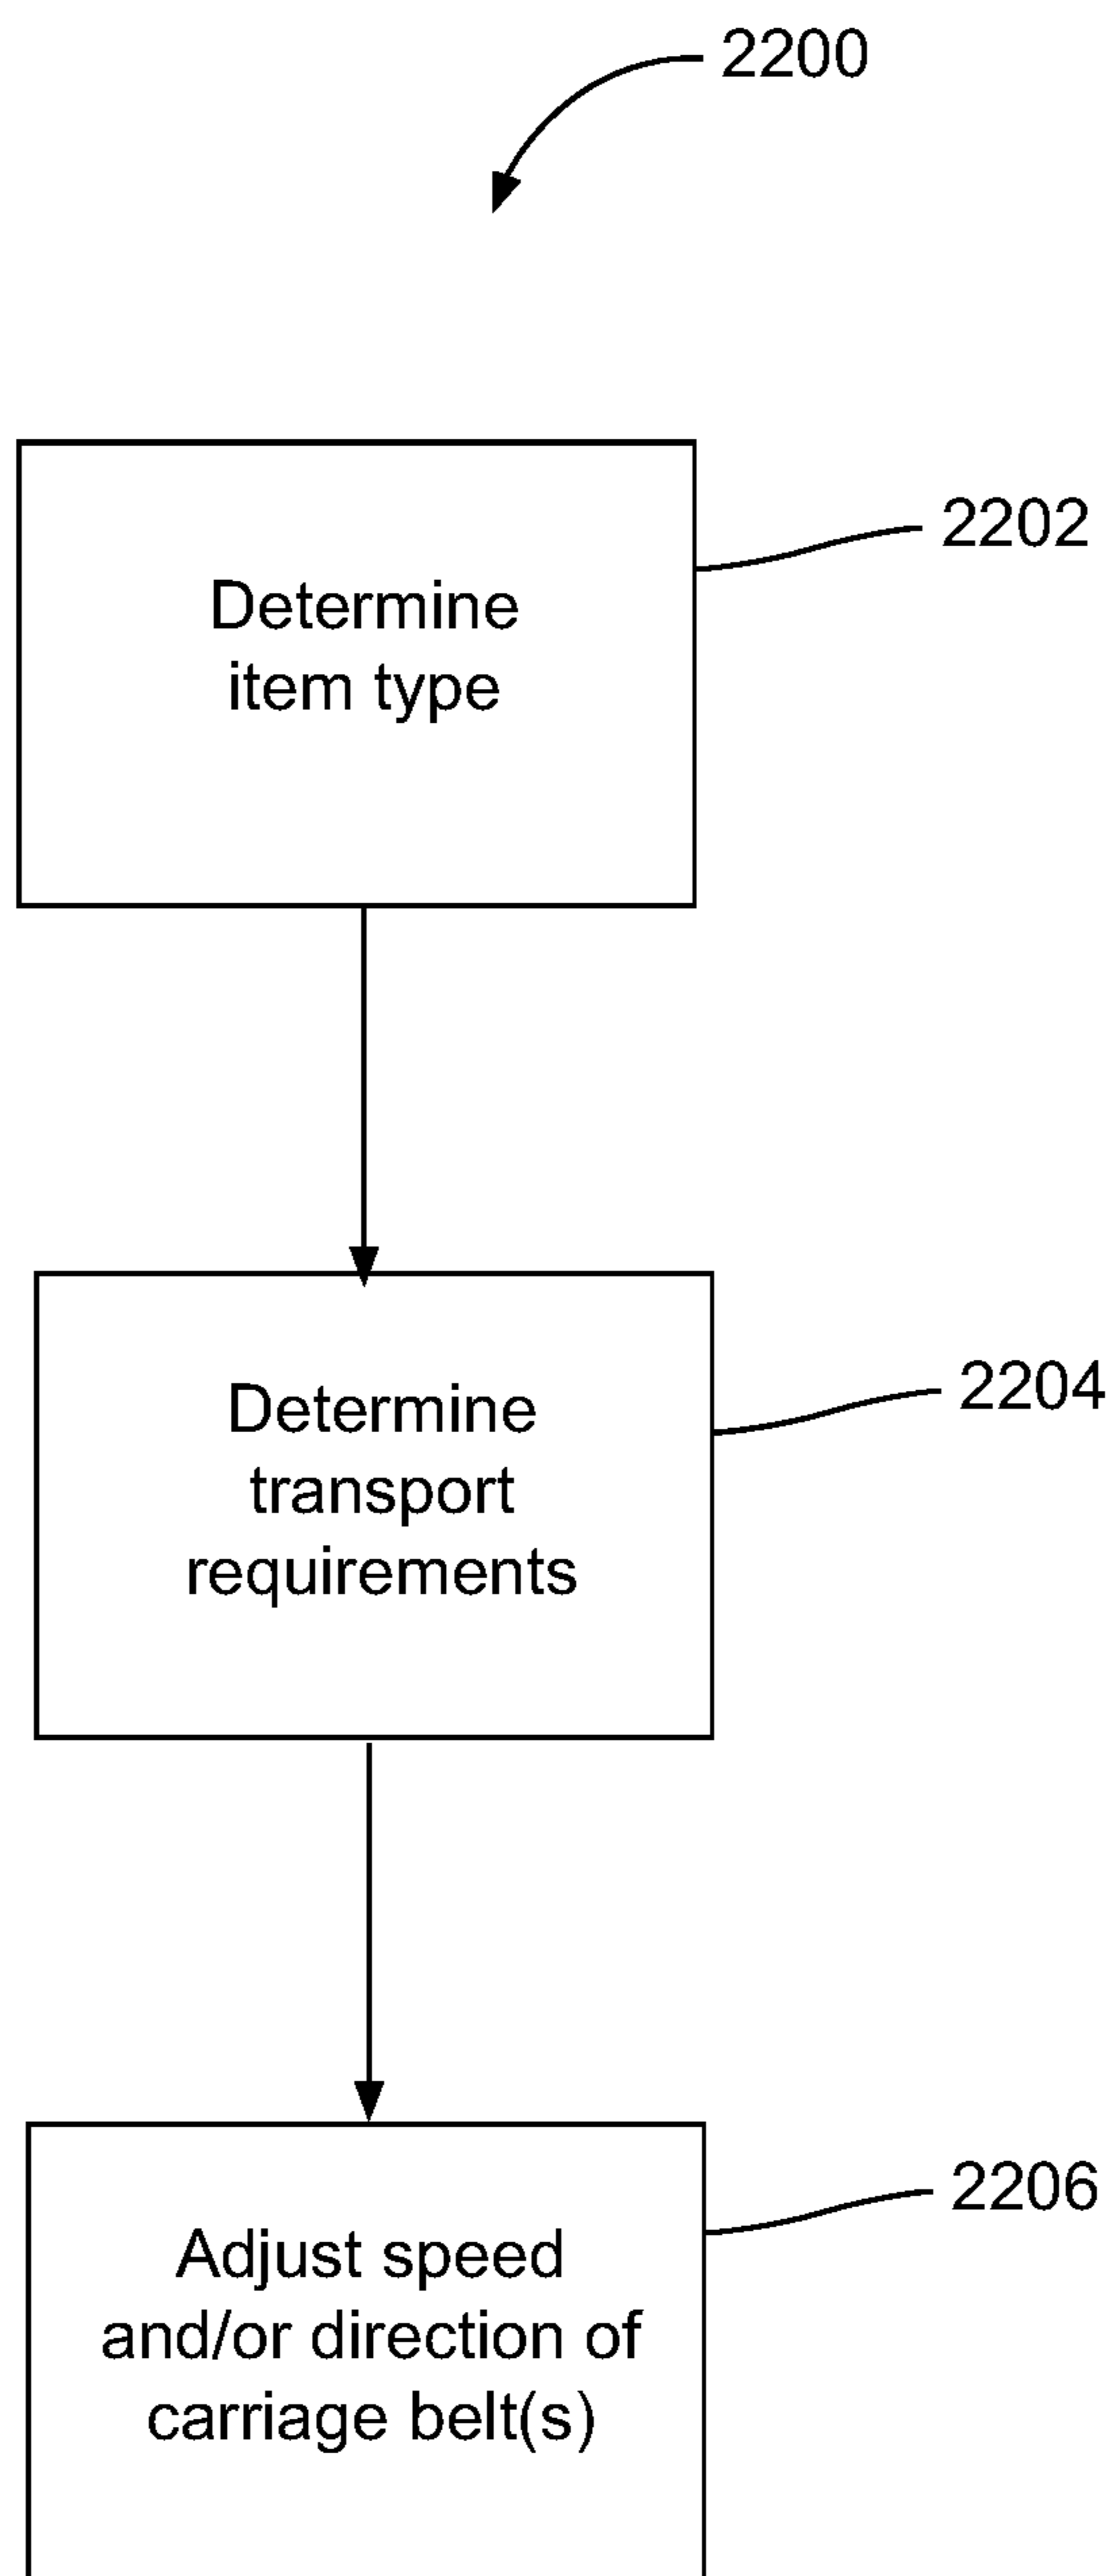 2200
Determine
item type
2202
Determine
transport
requirements
2204
Adjust speed
and/or direction of
carriage belt(s)
2206